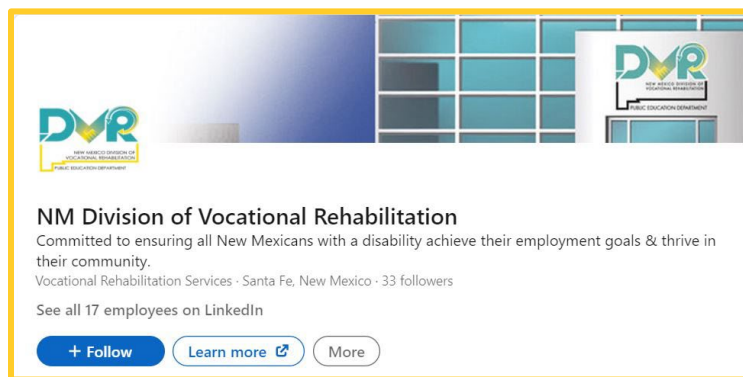 DVR
NEW MEXICO DIVISION OF
VOCATIONAL REHABILITATION
PUBLIC EDUCATION DEPARTMENT
DVR
NEW MEXICO DIVISION OF
VOCATIONAL REHABILITATION
PUBLIC EDUCATION DEPARTMENT
NM Division of Vocational Rehabilitation
Committed to ensuring all New Mexicans with a disability achieve their employment goals & thrive in
their community.
Vocational Rehabilitation Services · Santa Fe, New Mexico · 33 followers
See all 17 employees on LinkedIn
+ Follow Learn more More